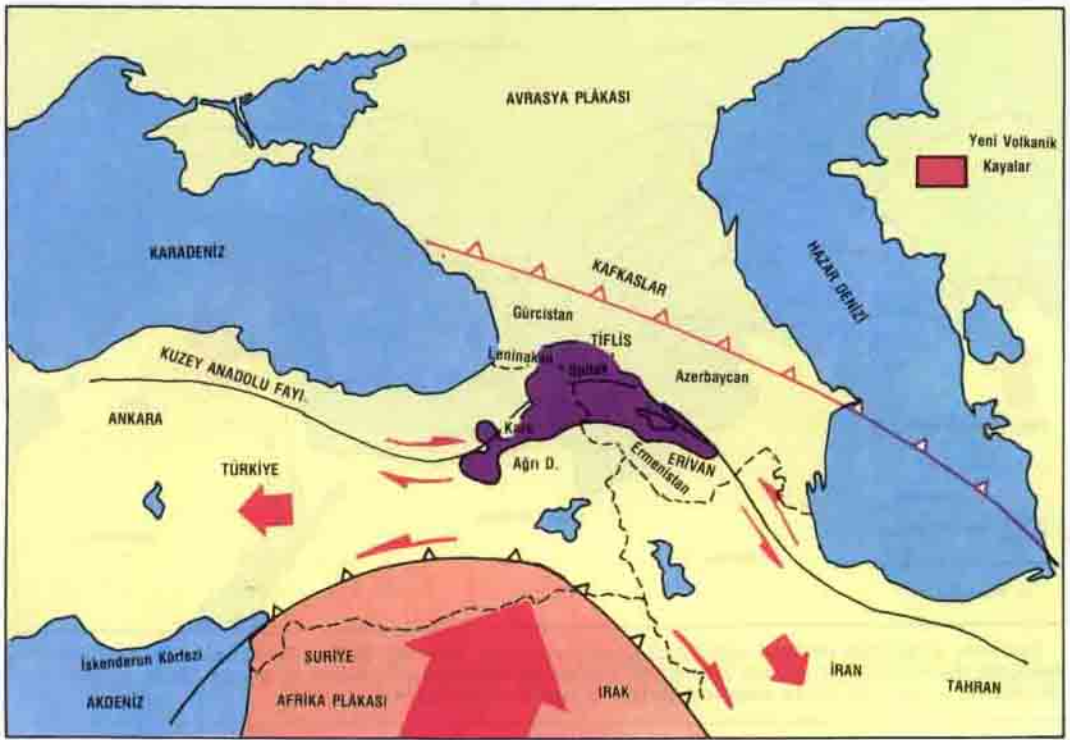 AVRASYA PLÂKASI
Yeni Volkanik
Kayalar
KARADENİZ
HAZAR DENİZİ
KAFKASLAR
Gürcistan
TİFLİS
Leninakan
Spitak
Azerbaycan
KUZEY ANADOLU FAYI.
ANKARA
Kars
Ağrı D.
ERİVAN
Ermenistan
TÜRKİYE
İskenderun Körfezi
SURİYE
İRAN
AKDENİZ
AFRİKA PLÂKASI
IRAK
TAHRAN